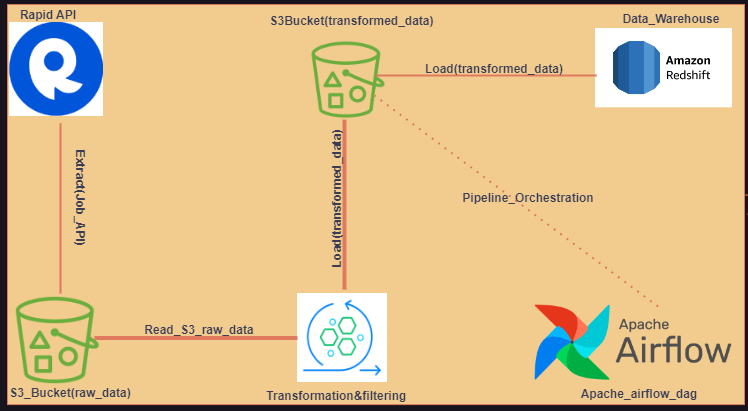 Rapid API
S3Bucket(transformed_data)
Data_Warehouse
Amazon
Redshift
Load(transformed_data)
Extract(Job_API)
Load(transformed_data)
Pipeline_Orchestration
Read_S3_raw_data
Apache
Airflow
S3_Bucket(raw_data)
Transformation&filtering
Apache_airflow_dag